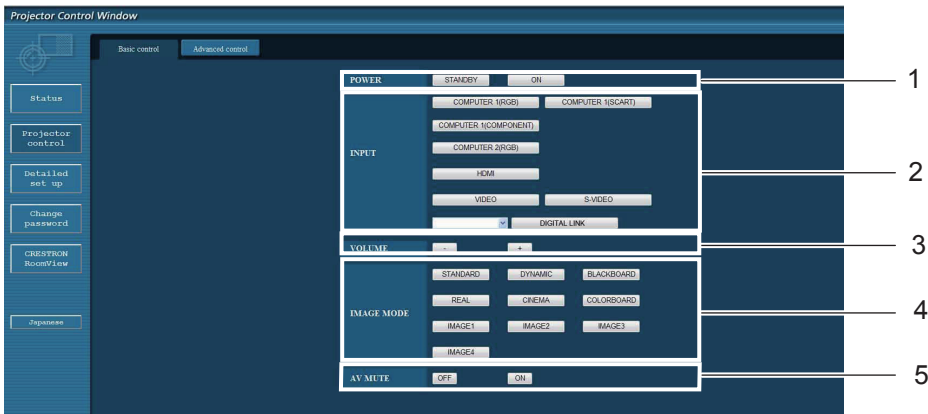 Projector Control Window
Basic control Advanced control
Status
Projector control
Detailed set up
Change password
CRESTRON RoomView
Japanese
POWER STANDBY ON
1
INPUT
COMPUTER 1(RGB) COMPUTER 1(SCART)
COMPUTER 1(COMPONENT)
COMPUTER 2(RGB)
HDMI
VIDEO S-VIDEO
DIGITAL LINK
2
VOLUME - +
3
IMAGE MODE
STANDARD DYNAMIC BLACKBOARD
REAL CINEMA COLORBOARD
IMAGE1 IMAGE2 IMAGE3
IMAGE4
4
AV MUTE OFF ON
5